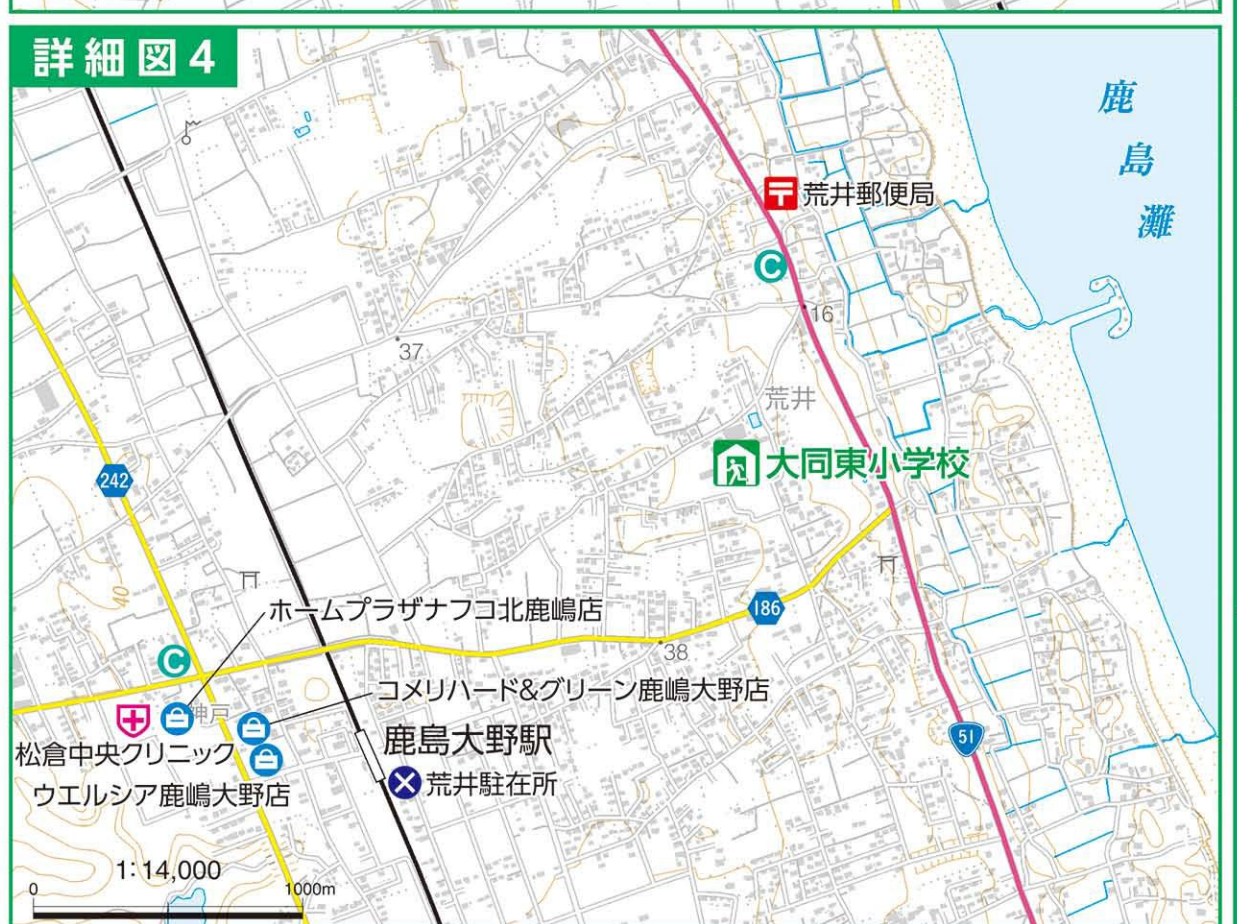 詳細図4
鹿島灘
荒井郵便局
C
16
37
荒井
大同東小学校
242
40
ホームプラザナフコ北鹿嶋店
186
38
C
コメリハード&グリーン鹿嶋大野店
神戸
51
鹿島大野駅
松倉中央クリニック
荒井駐在所
ウエルシア鹿嶋大野店
1:14,000
0 1000m